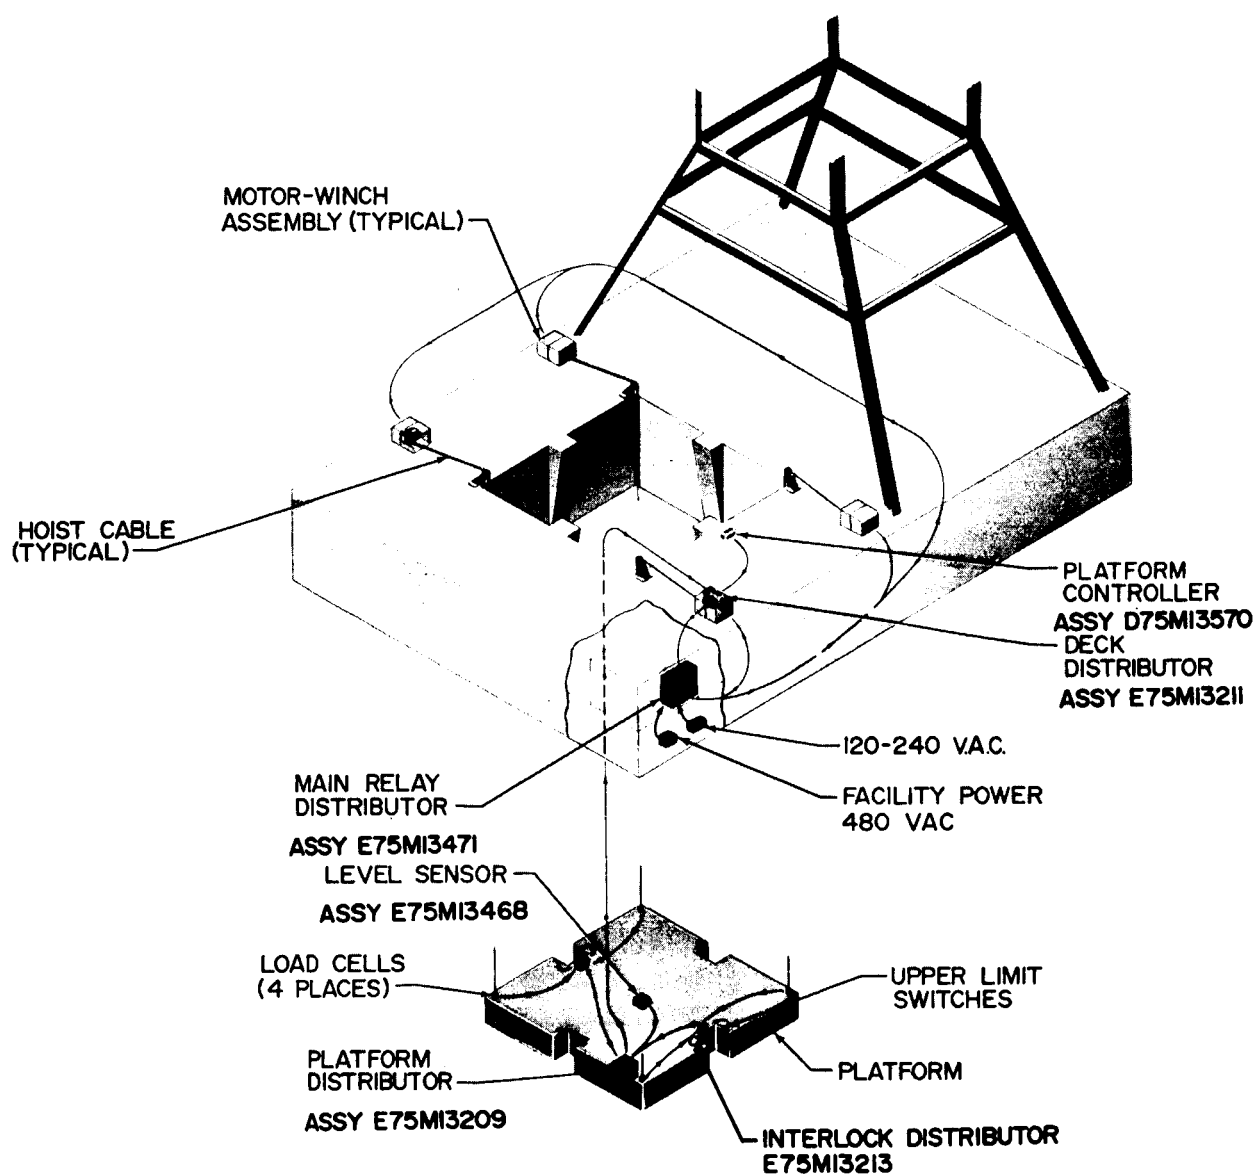 MOTOR-WINCH
ASSEMBLY (TYPICAL)
HOIST CABLE
(TYPICAL)
PLATFORM
CONTROLLER
ASSY D75M13570
DECK
DISTRIBUTOR
ASSY E75M13211
120-240 V.A.C.
FACILITY POWER
480 VAC
MAIN RELAY
DISTRIBUTOR
ASSY E75M13471
LEVEL SENSOR
ASSY E75M13468
LOAD CELLS
(4 PLACES)
UPPER LIMIT
SWITCHES
PLATFORM
DISTRIBUTOR
ASSY E75M13209
PLATFORM
INTERLOCK DISTRIBUTOR
E75M13213